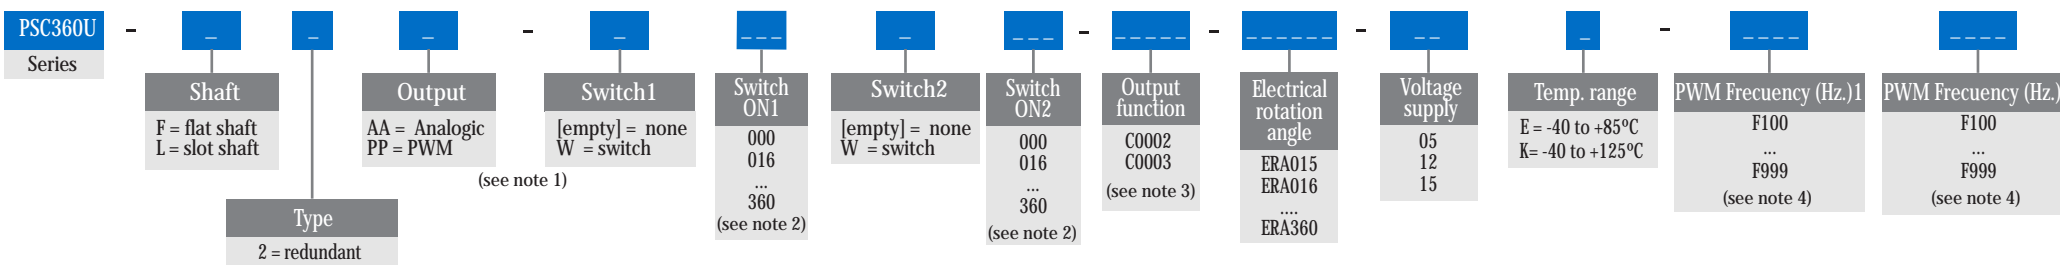 PSC360U - _ _ _ - _ _ _ _ _ _ _ _ - _ _ _ _ _ - _ _ _ _ _ _ - _ _ _ - _ _ _ _ _ _ _ _
Series
Shaft
F = flat shaft
L = slot shaft
Type
2 = redundant
Output
AA = Analogic
PP = PWM
(see note 1)
Switch1
[empty] = none
W = switch
Switch
ON1
000
016
...
360
(see note 2)
Switch2
[empty] = none
W = switch
Switch
ON2
000
016
...
360
(see note 2)
Output
function
C0002
C0003
(see note 3)
Electrical
rotation
angle
ERA015
ERA016
....
ERA360
Voltage
supply
05
12
15
Temp. range
E = -40 to +85ºC
K= -40 to +125ºC
PWM Frecuency (Hz.)1
F100
...
F999
(see note 4)
PWM Frecuency (Hz.)
F100
...
F999
(see note 4)